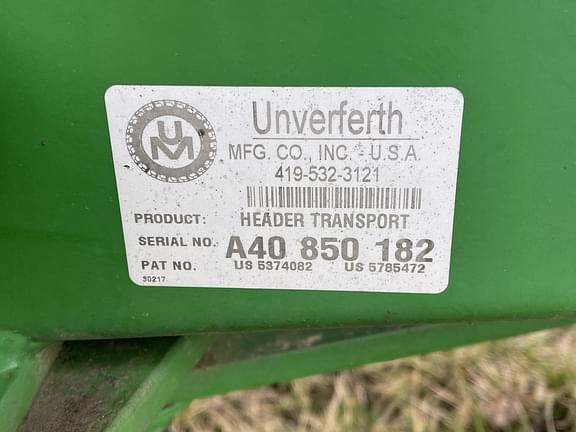 UM
Unverferth
MFG. CO., INC. - U.S.A.
419-532-3121
PRODUCT: HEADER TRANSPORT
SERIAL NO. A40 850 182
PAT NO. US 5374082 US 5785472
30217